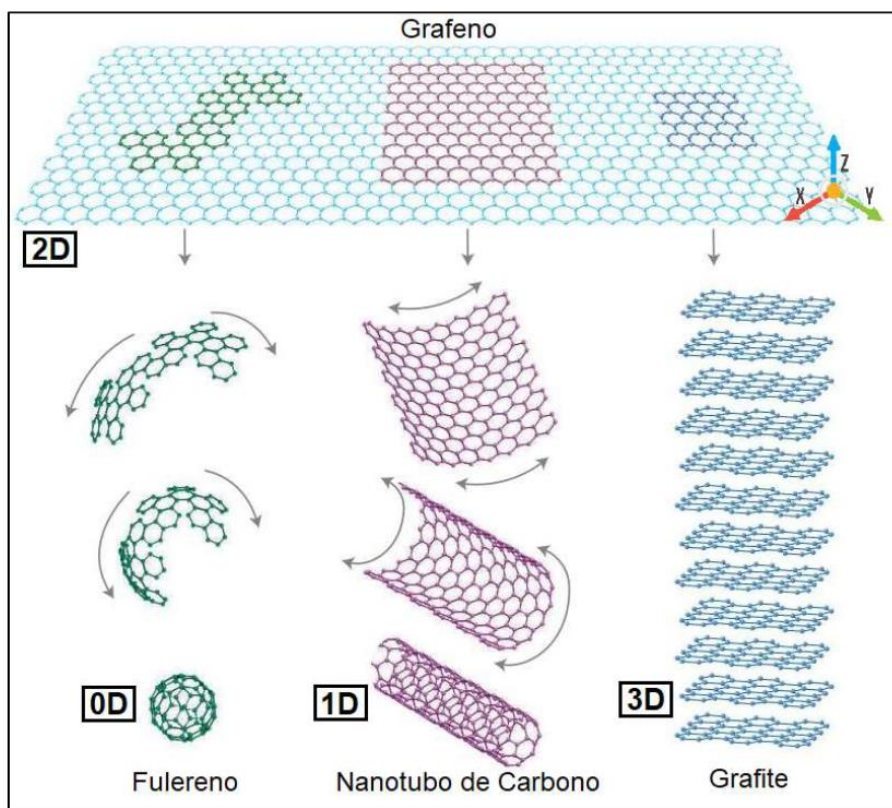 Grafeno
Z
X
Y
2D
0D
1D
3D
Fulereno
Nanotubo de Carbono
Grafite